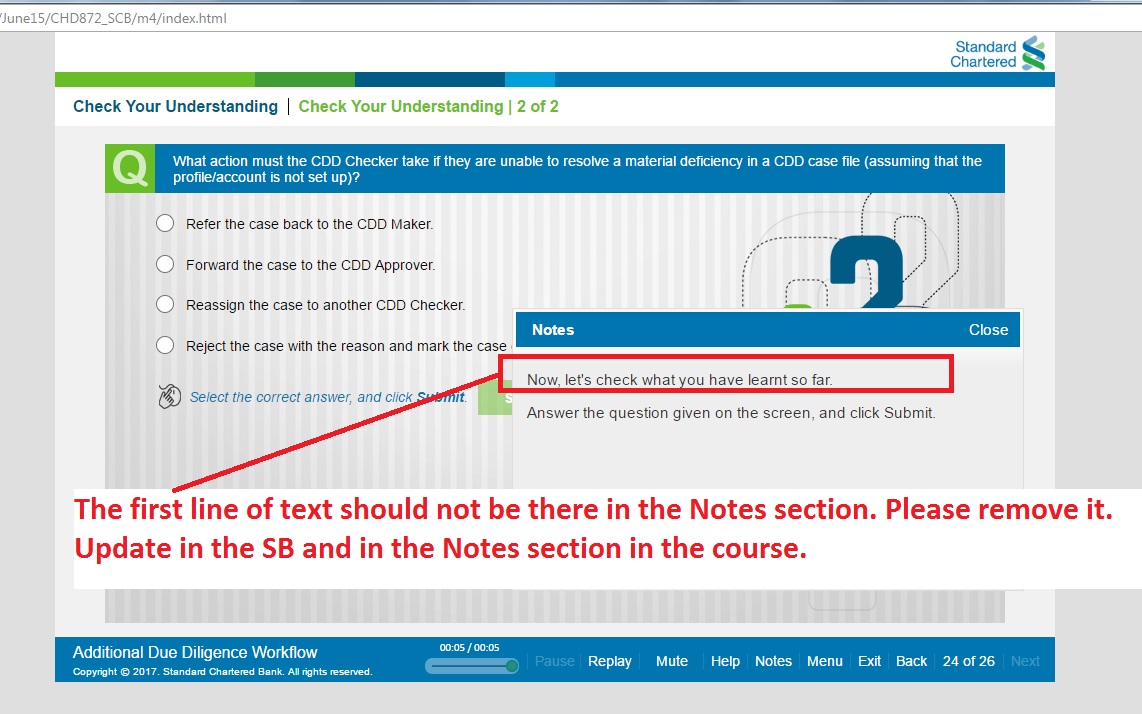 /June15/CHD872_SCB/m4/index.html
Standard
Chartered
Check Your Understanding | Check Your Understanding | 2 of 2
Q
What action must the CDD Checker take if they are unable to resolve a material deficiency in a CDD case file (assuming that the
profile/account is not set up)?
Refer the case back to the CDD Maker.
Forward the case to the CDD Approver.
Reassign the case to another CDD Checker.
Reject the case with the reason and mark the case
Select the correct answer, and click Submit.
S
Notes Close
Now, let's check what you have learnt so far.
Answer the question given on the screen, and click Submit.
The first line of text should not be there in the Notes section. Please remove it.
Update in the SB and in the Notes section in the course.
Additional Due Diligence Workflow
Copyright © 2017. Standard Chartered Bank. All rights reserved.
00:05 / 00:05
Pause Replay Mute Help Notes Menu Exit Back 24 of 26 Next